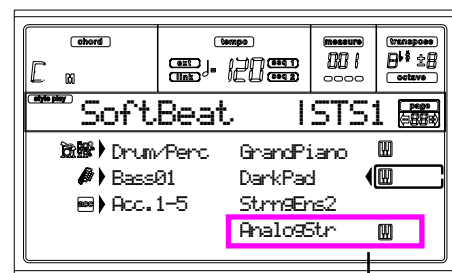 chord tempo measure transpose
C ext link ♩= 120 seq 1 seq 2 001 B♭♯ ±8 octave
style play SoftBeat |STS1 page
Drum/Perc GrandPiano
Bass01 DarkPad
Acc.1-5 StrngEns2
AnalogStr